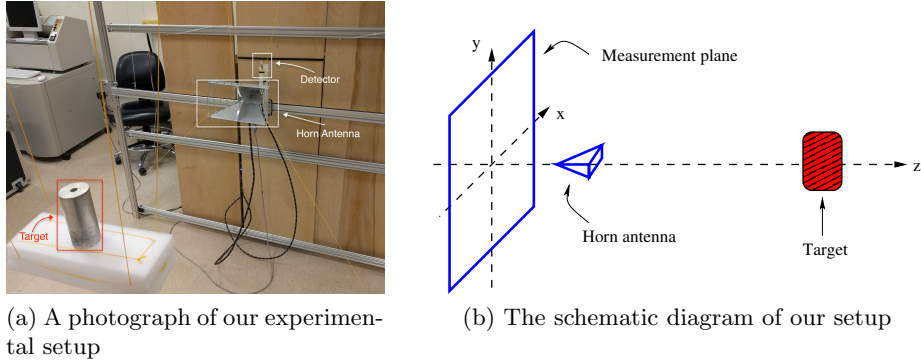 Detector
Horn Antenna
Target
(a) A photograph of our experimen-
tal setup
y
Measurement plane
x
z
Horn antenna
Target
(b) The schematic diagram of our setup